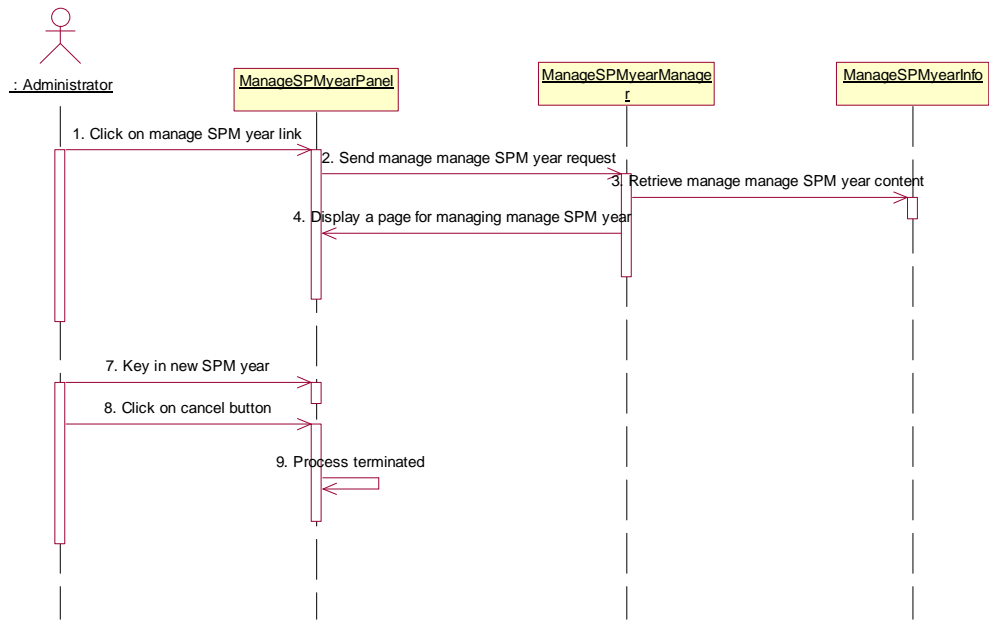 : Administrator
ManageSPMyearPanel
ManageSPMyearManage
r
ManageSPMyearInfo
1. Click on manage SPM year link
2. Send manage manage SPM year request
3. Retrieve manage manage SPM year content
4. Display a page for managing manage SPM year
7. Key in new SPM year
8. Click on cancel button
9. Process terminated